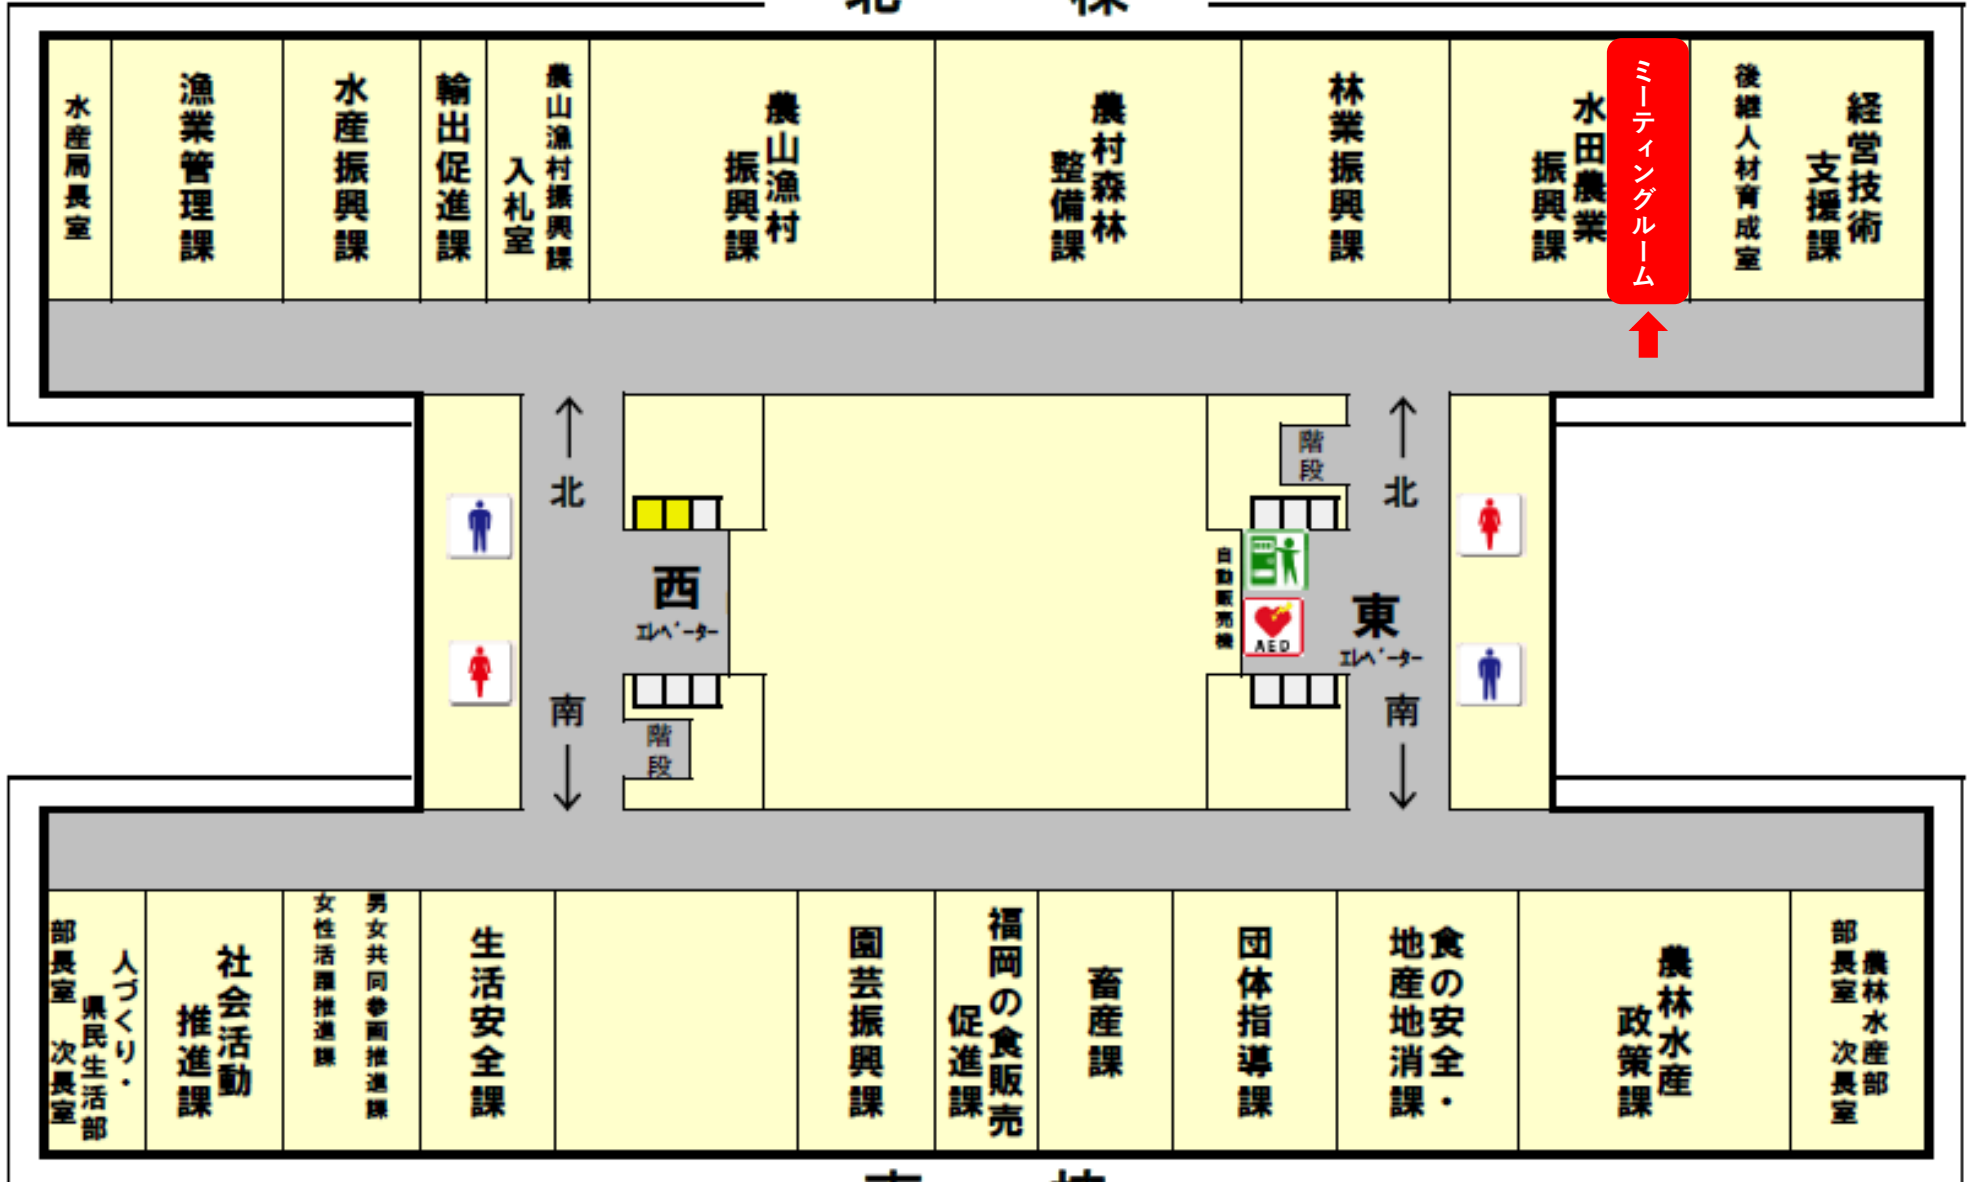 北　棟
水産局長室
漁業管理課
水産振興課
輸出促進課
農山漁村振興課
入札室
農山漁村
振興課
農村森林
整備課
林業振興課
水田農業
振興課
ミーティングルーム
後継人材育成室
経営技術
支援課
北
階段
北
西
エレベーター
自動販売機
AED
東
エレベーター
南
階段
南
人づくり・
県民生活部
部長室 次長室
社会活動
推進課
男女共同参画推進課
女性活躍推進課
生活安全課
園芸振興課
福岡の食販売
促進課
畜産課
団体指導課
食の安全・
地産地消課
農林水産
政策課
農林水産部
部長室 次長室